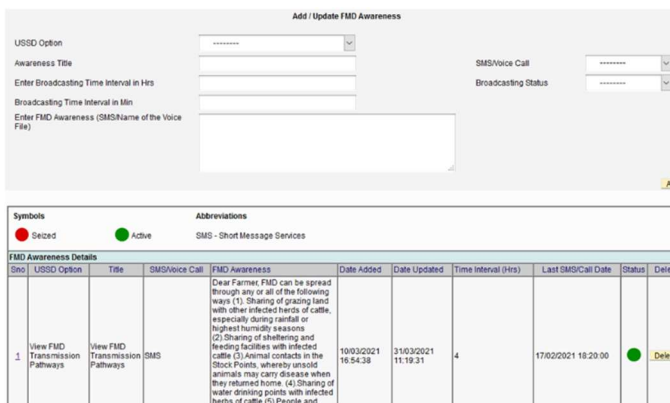 Add / Update FMD Awareness
USSD Option
--------
Awareness Title
SMS/Voice Call
--------
Enter Broadcasting Time Interval in Hrs
Broadcasting Status
--------
Broadcasting Time Interval in Min
Enter FMD Awareness (SMS/Name of the Voice
File)
A
Symbols
Abbreviations
Seized
Active
SMS - Short Message Services
FMD Awareness Details
Sno
USSD Option
Title
SMS/Voice Call
FMD Awareness
Date Added
Date Updated
Time Interval (Hrs)
Last SMS/Call Date
Status
Dele
1
View FMD
Transmission
Pathways
View FMD
Transmission
Pathways
SMS
Dear Farmer, FMD can be spread
through any or all of the following
ways (1). Sharing of grazing land
with other infected herds of cattle,
especially during rainfall or
highest humidity seasons
(2).Sharing of sheltering and
feeding facilities with infected
cattle (3).Animal contacts in the
Stock Points, whereby unsold
animals may carry disease when
they returned home. (4).Sharing of
water drinking points with infected
herbs of cattle (5).People and
10/03/2021
16:54:38
31/03/2021
11:19:31
4
17/02/2021 18:20:00
Dele